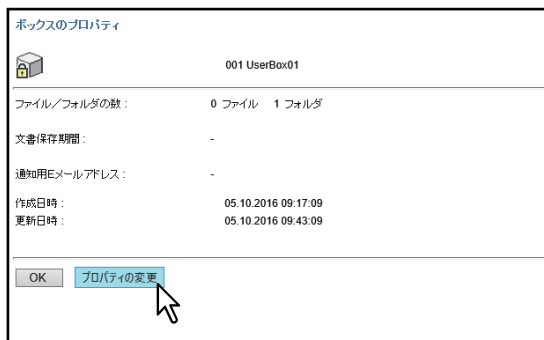 ボックスのプロパティ
001 UserBox01
ファイル／フォルダの数 : 0 ファイル 1 フォルダ
文書保存期間 : -
通知用Eメールアドレス : -
作成日時 : 05.10.2016 09:17:09
更新日時 : 05.10.2016 09:43:09
OK プロパティの変更